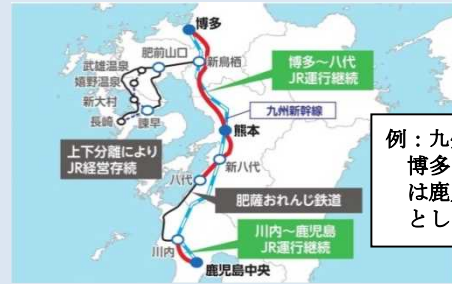 博多
肥前山口
新鳥栖
武雄温泉
嬉野温泉
新大村
長崎
諫早
博多～八代
JR運行継続
九州新幹線
熊本
上下分離により
JR経営存続
新八代
八代
肥薩おれんじ鉄道
川内～鹿児島
JR運行継続
川内
鹿児島中央
例：九
博多
は鹿
とし